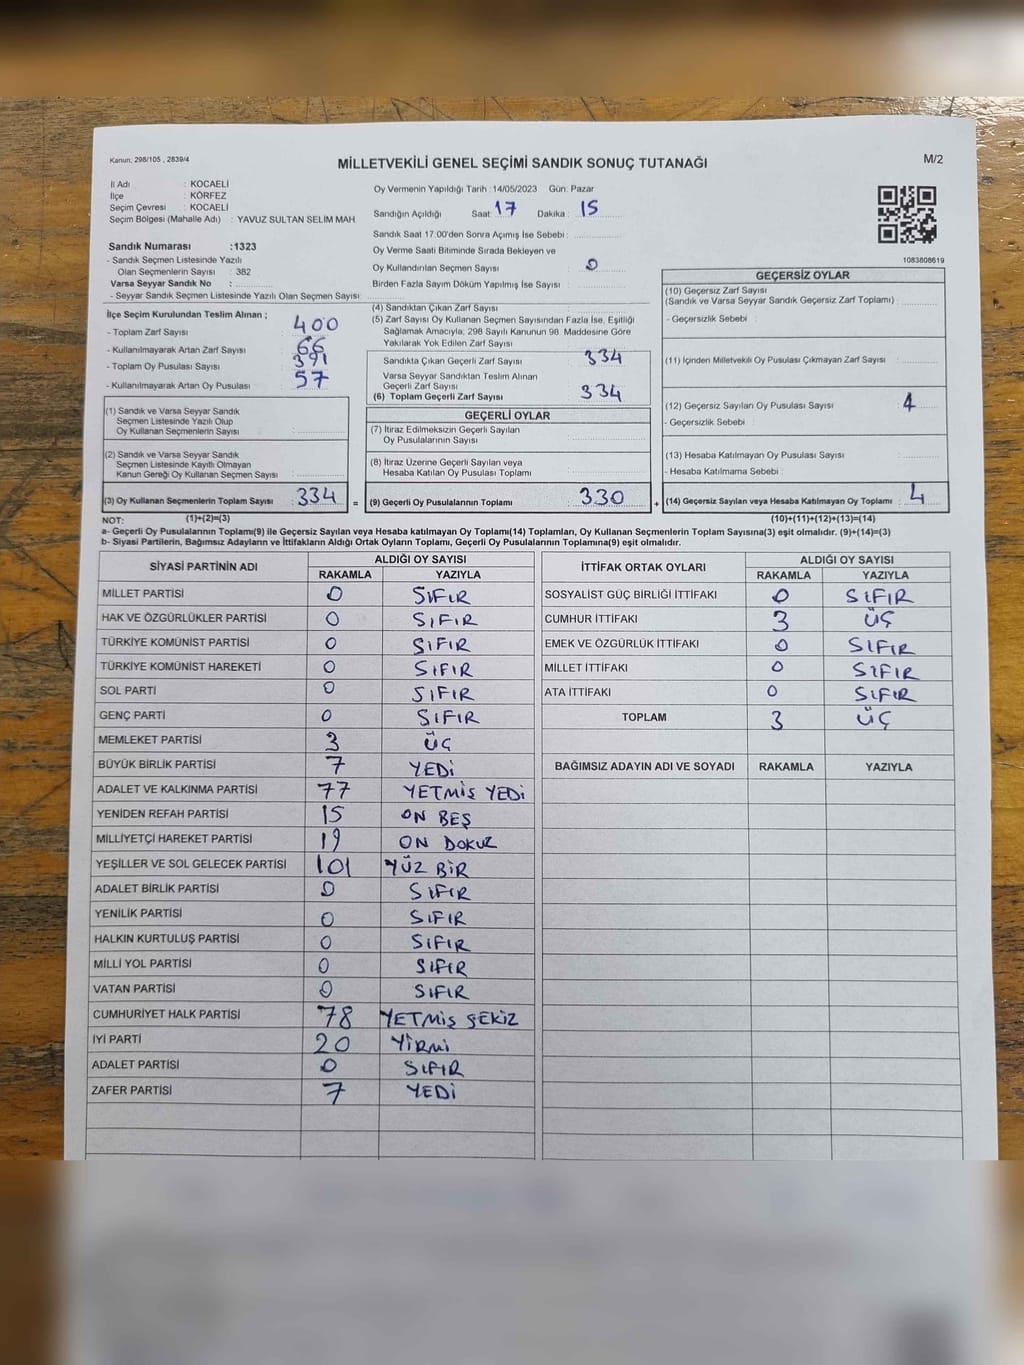 Kanun; 298/105 , 2839/4
MİLLETVEKİLİ GENEL SEÇİMİ SANDIK SONUÇ TUTANAĞI
M/2
İl Adı : KOCAELİ
İlçe : KÖRFEZ
Seçim Çevresi : KOCAELİ
Seçim Bölgesi (Mahalle Adı) : YAVUZ SULTAN SELİM MAH.
Oy Vermenin Yapıldığı Tarih :14/05/2023 Gün: Pazar
Sandığın Açıldığı Saat: 17 Dakika : 15
Sandık Saat 17:00'den Sonra Açımış İse Sebebi :
Oy Verme Saati Bitiminde Sırada Bekleyen ve
Oy Kullandırılan Seçmen Sayısı : 0
Birden Fazla Sayım Döküm Yapılmış İse Sayısı :
1083808619
Sandık Numarası :1323
- Sandık Seçmen Listesinde Yazılı
Olan Seçmenlerin Sayısı : 382
Varsa Seyyar Sandık No :
- Seyyar Sandık Seçmen Listesinde Yazılı Olan Seçmen Sayısı:
İlçe Seçim Kurulundan Teslim Alınan ;
- Toplam Zarf Sayısı : 400
- Kullanılmayarak Artan Zarf Sayısı : 66
- Toplam Oy Pusulası Sayısı : 391
- Kullanılmayarak Artan Oy Pusulası : 57
(1) Sandık ve Varsa Seyyar Sandık
Seçmen Listesinde Yazılı Olup
Oy Kullanan Seçmenlerin Sayısı :
(2) Sandık ve Varsa Seyyar Sandık
Seçmen Listesinde Kayıtlı Olmayan
Kanun Gereği Oy Kullanan Seçmen Sayısı :
(3) Oy Kullanan Seçmenlerin Toplam Sayısı : 334 =
(1)+(2)=(3)
(4) Sandıktan Çıkan Zarf Sayısı
(5) Zarf Sayısı Oy Kullanan Seçmen Sayısından Fazla İse, Eşitliği
Sağlamak Amacıyla, 298 Sayılı Kanunun 98. Maddesine Göre
Yakılarak Yok Edilen Zarf Sayısı :
Sandıkta Çıkan Geçerli Zarf Sayısı : 334
Varsa Seyyar Sandıktan Teslim Alınan
Geçerli Zarf Sayısı :
(6) Toplam Geçerli Zarf Sayısı : 334
GEÇERLİ OYLAR
(7) İtiraz Edilmeksizin Geçerli Sayılan
Oy Pusulalarının Sayısı :
(8) İtiraz Üzerine Geçerli Sayılan veya
Hesaba Katılan Oy Pusulası Toplamı :
(9) Geçerli Oy Pusulalarının Toplamı : 330 +
GEÇERSİZ OYLAR
(10) Geçersiz Zarf Sayısı
(Sandık ve Varsa Seyyar Sandık Geçersiz Zarf Toplamı) :
- Geçersizlik Sebebi :
(11) İçinden Milletvekili Oy Pusulası Çıkmayan Zarf Sayısı :
(12) Geçersiz Sayılan Oy Pusulası Sayısı : 4
- Geçersizlik Sebebi :
(13) Hesaba Katılmayan Oy Pusulası Sayısı :
- Hesaba Katılmama Sebebi :
(14) Geçersiz Sayılan veya Hesaba Katılmayan Oy Toplamı : 4
(10)+(11)+(12)+(13)=(14)
NOT:
a- Geçerli Oy Pusulalarının Toplamı(9) ile Geçersiz Sayılan veya Hesaba katılmayan Oy Toplamı(14) Toplamları, Oy Kullanan Seçmenlerin Toplam Sayısına(3) eşit olmalıdır. (9)+(14)=(3)
b- Siyasi Partilerin, Bağımsız Adayların ve İttifakların Aldığı Ortak Oyların Toplamı, Geçerli Oy Pusulalarının Toplamına(9) eşit olmalıdır.
SİYASİ PARTİNİN ADI ALDIĞI OY SAYISI
RAKAMLA YAZIYLA
MİLLET PARTİSİ 0 SIFIR
HAK VE ÖZGÜRLÜKLER PARTİSİ 0 SIFIR
TÜRKİYE KOMÜNİST PARTİSİ 0 SIFIR
TÜRKİYE KOMÜNİST HAREKETİ 0 SIFIR
SOL PARTİ 0 SIFIR
GENÇ PARTİ 0 SIFIR
MEMLEKET PARTİSİ 3 ÜÇ
BÜYÜK BİRLİK PARTİSİ 7 YEDİ
ADALET VE KALKINMA PARTİSİ 77 YETMİŞ YEDİ
YENİDEN REFAH PARTİSİ 15 ON BEŞ
MİLLİYETÇİ HAREKET PARTİSİ 19 ON DOKUZ
YEŞİLLER VE SOL GELECEK PARTİSİ 101 YÜZ BİR
ADALET BİRLİK PARTİSİ 0 SIFIR
YENİLİK PARTİSİ 0 SIFIR
HALKIN KURTULUŞ PARTİSİ 0 SIFIR
MİLLİ YOL PARTİSİ 0 SIFIR
VATAN PARTİSİ 0 SIFIR
CUMHURİYET HALK PARTİSİ 78 YETMİŞ SEKİZ
İYİ PARTİ 20 YİRMİ
ADALET PARTİSİ 0 SIFIR
ZAFER PARTİSİ 7 YEDİ
İTTİFAK ORTAK OYLARI ALDIĞI OY SAYISI
RAKAMLA YAZIYLA
SOSYALİST GÜÇ BİRLİĞİ İTTİFAKI 0 SIFIR
CUMHUR İTTİFAKI 3 ÜÇ
EMEK VE ÖZGÜRLÜK İTTİFAKI 0 SIFIR
MİLLET İTTİFAKI 0 SIFIR
ATA İTTİFAKI 0 SIFIR
TOPLAM 3 ÜÇ
BAĞIMSIZ ADAYIN ADI VE SOYADI RAKAMLA YAZIYLA